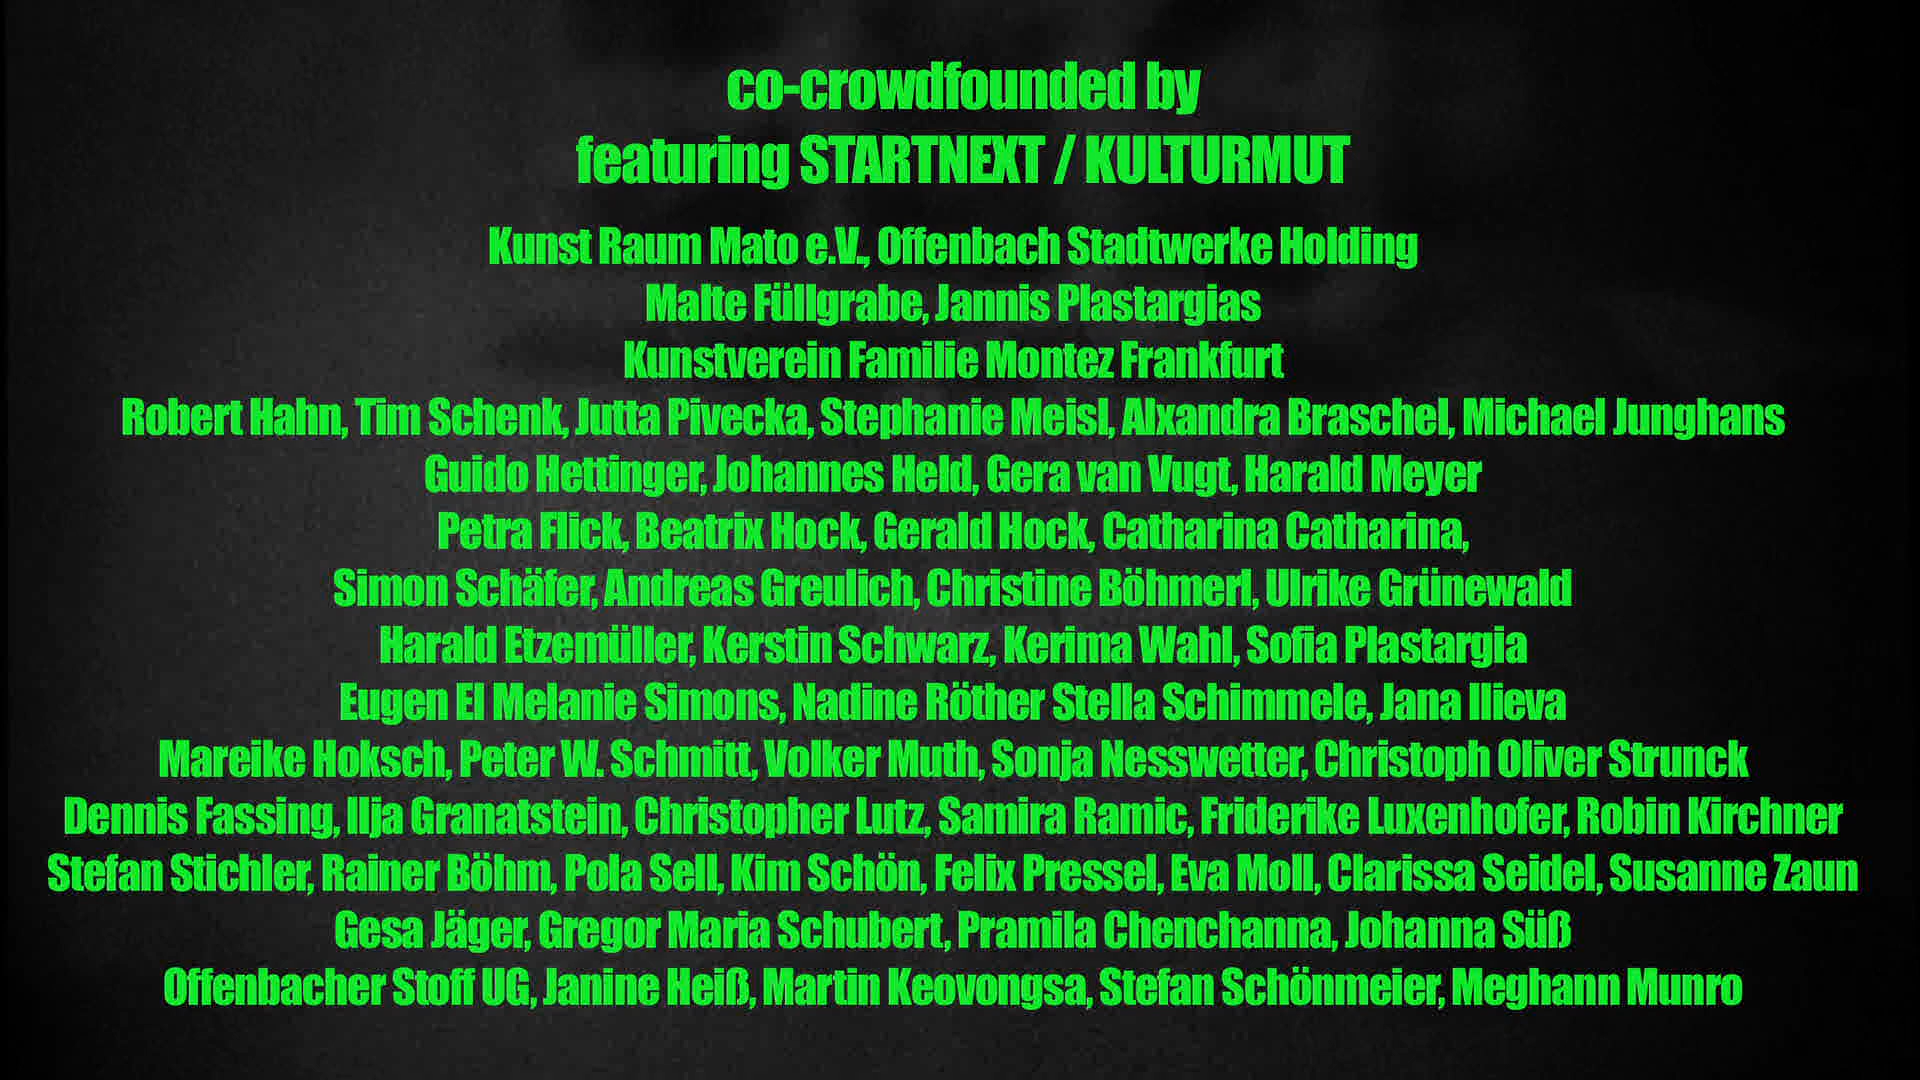 co-crowdfounded by
featuring STARTNEXT / KULTURMUT
Kunst Raum Mato e.V., Offenbach Stadtwerke Holding
Malte Füllgrabe, Jannis Plastargias
Kunstverein Familie Montez Frankfurt
Robert Hahn, Tim Schenk, Jutta Pivecka, Stephanie Meisl, Alxandra Braschel, Michael Junghans
Guido Hettinger, Johannes Held, Gera van Vugt, Harald Meyer
Petra Flick, Beatrix Hock, Gerald Hock, Catharina Catharina,
Simon Schäfer, Andreas Greulich, Christine Böhmerl, Ulrike Grünewald
Harald Etzemüller, Kerstin Schwarz, Kerima Wahl, Sofia Plastargia
Eugen El Melanie Simons, Nadine Röther Stella Schimmele, Jana Ilieva
Mareike Hoksch, Peter W. Schmitt, Volker Muth, Sonja Nesswetter, Christoph Oliver Strunck
Dennis Fassing, Ilja Granatstein, Christopher Lutz, Samira Ramic, Friderike Luxenhofer, Robin Kirchner
Stefan Stichler, Rainer Böhm, Pola Sell, Kim Schön, Felix Pressel, Eva Moll, Clarissa Seidel, Susanne Zaun
Gesa Jäger, Gregor Maria Schubert, Pramila Chenchanna, Johanna Süß
Offenbacher Stoff UG, Janine Heiß, Martin Keovongsa, Stefan Schönmeier, Meghann Munro